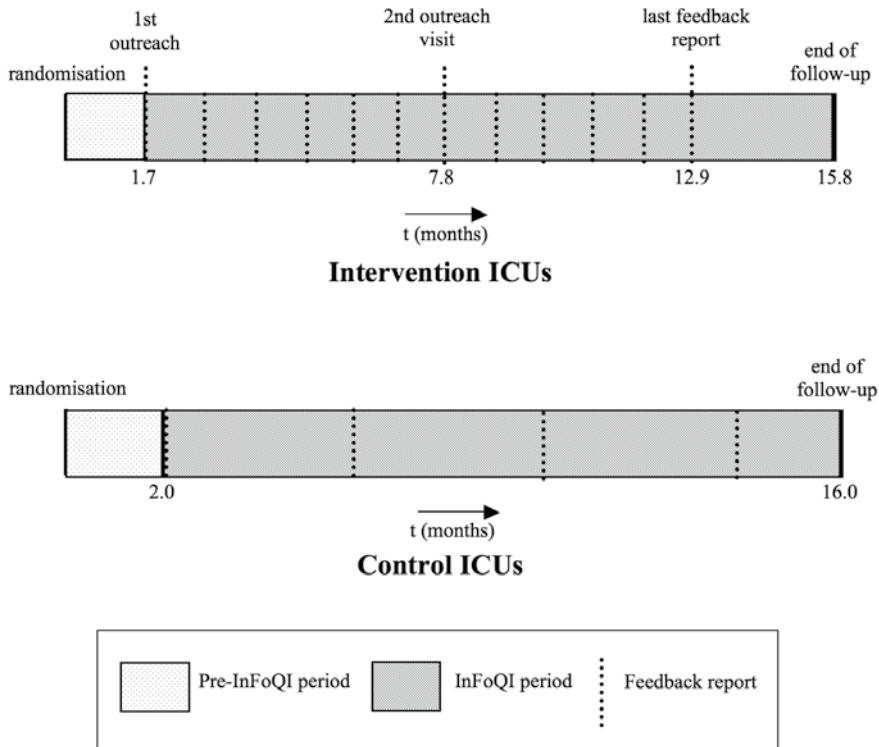 1st
outreach
2nd outreach
visit
last feedback
report
end of
follow-up
randomisation
1.7
7.8
12.9
15.8
t (months)
Intervention ICUs
randomisation
end of
follow-up
2.0
16.0
t (months)
Control ICUs
Pre-InFoQI period
InFoQI period
Feedback report